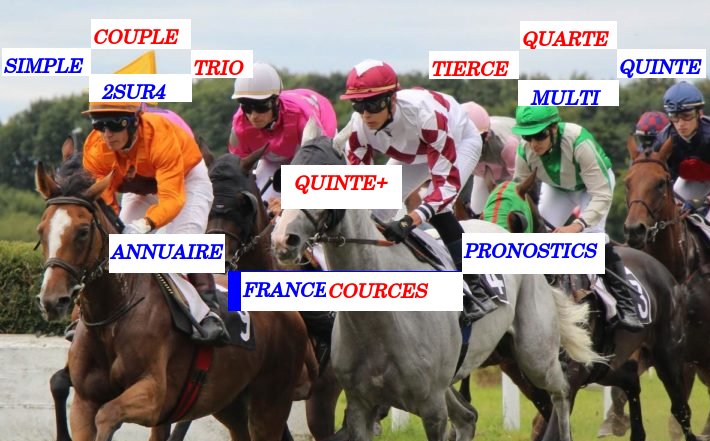 COUPLE
QUARTE
SIMPLE
TRIO
TIERCE
QUINTE
2SUR4
MULTI
QUINTE+
ANNUAIRE
PRONOSTICS
FRANCE COURCES